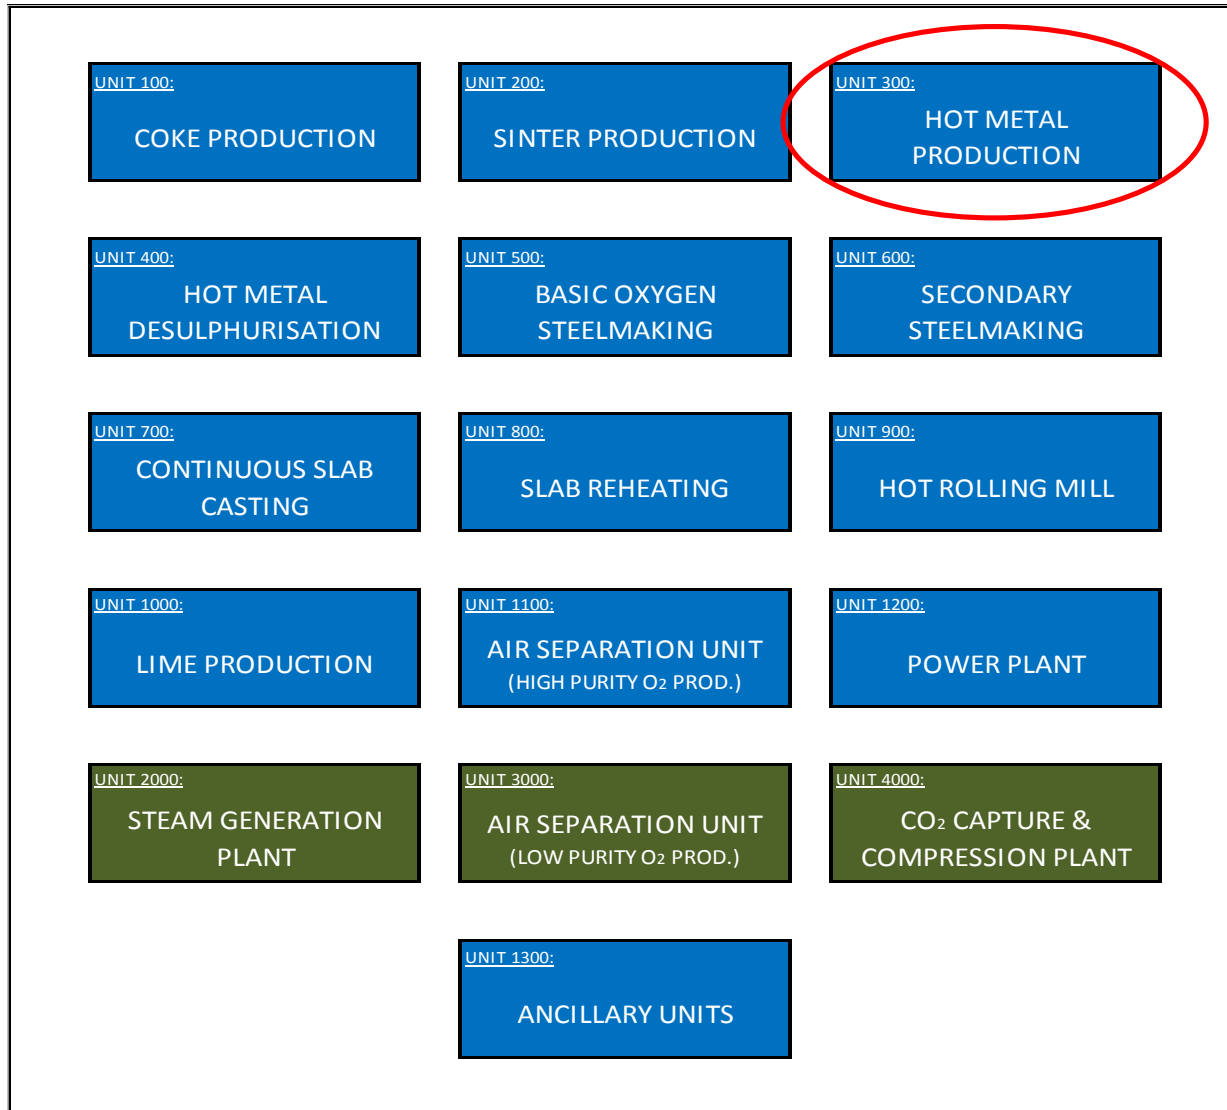 UNIT 100:
COKE PRODUCTION
UNIT 200:
SINTER PRODUCTION
UNIT 300:
HOT METAL
PRODUCTION
UNIT 400:
HOT METAL
DESULPHURISATION
UNIT 500:
BASIC OXYGEN
STEELMAKING
UNIT 600:
SECONDARY
STEELMAKING
UNIT 700:
CONTINUOUS SLAB
CASTING
UNIT 800:
SLAB REHEATING
UNIT 900:
HOT ROLLING MILL
UNIT 1000:
LIME PRODUCTION
UNIT 1100:
AIR SEPARATION UNIT
(HIGH PURITY O2 PROD.)
UNIT 1200:
POWER PLANT
UNIT 2000:
STEAM GENERATION
PLANT
UNIT 3000:
AIR SEPARATION UNIT
(LOW PURITY O2 PROD.)
UNIT 4000:
CO2 CAPTURE &
COMPRESSION PLANT
UNIT 1300:
ANCILLARY UNITS